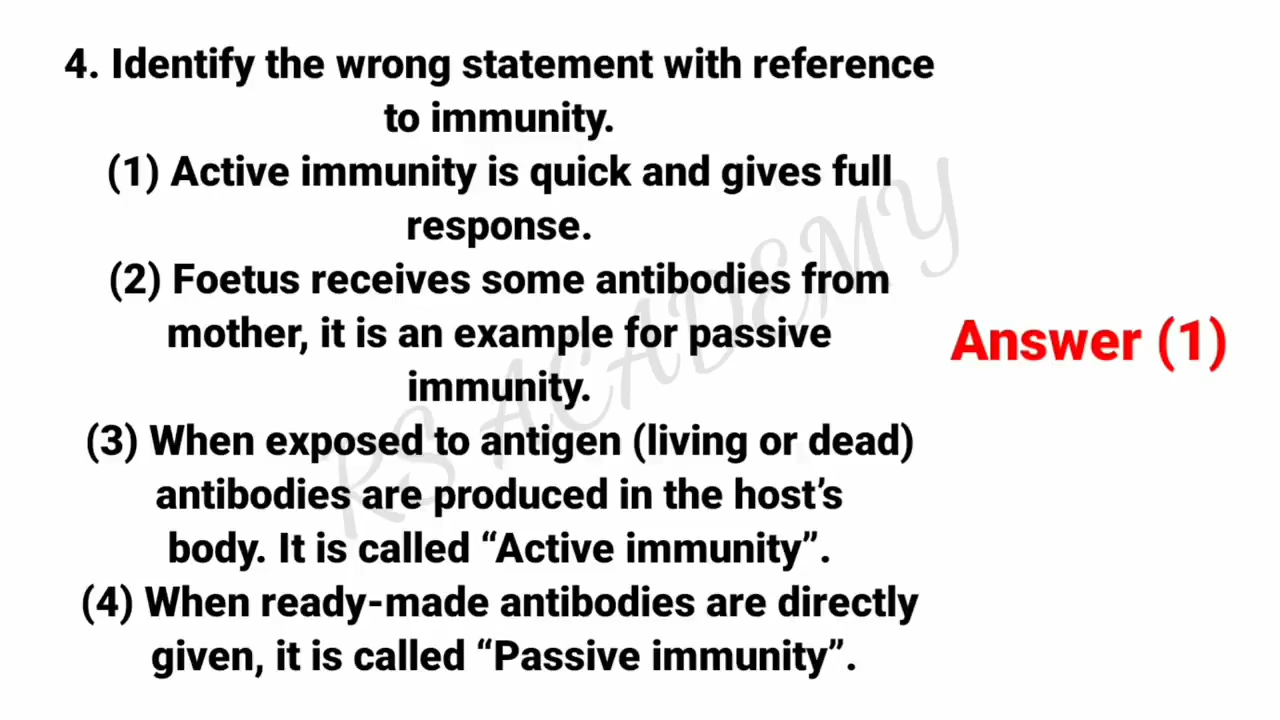 4. Identify the wrong statement with reference
to immunity.
(1) Active immunity is quick and gives full
response.
(2) Foetus receives some antibodies from
mother, it is an example for passive
immunity.
(3) When exposed to antigen (living or dead)
antibodies are produced in the host’s
body. It is called “Active immunity”.
(4) When ready-made antibodies are directly
given, it is called “Passive immunity”.
Answer (1)
RS ACADEMY